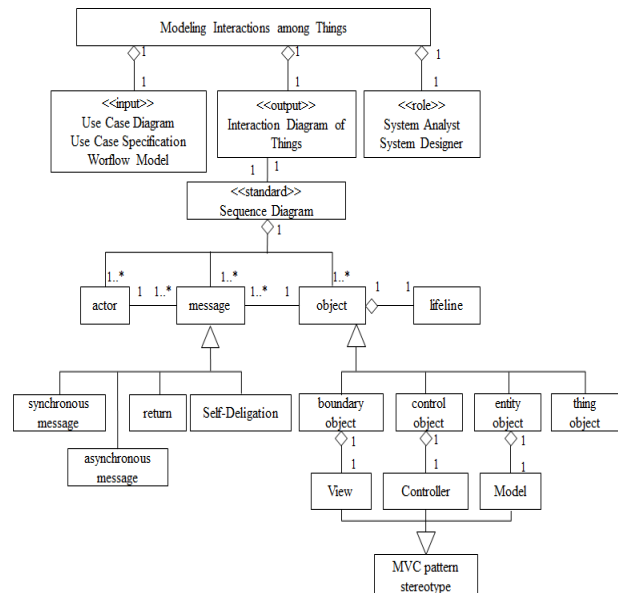 Modeling Interactions among Things
1 1 1
1 1 1
<<input>>
Use Case Diagram
Use Case Specification
Worflow Model
<<output>>
Interaction Diagram of
Things
<<role>>
System Analyst
System Designer
1 1
<<standard>>
Sequence Diagram
1
1..* 1..* 1..*
actor
1 1..*
message
1..* 1
object
1 1
lifeline
synchronous
message
asynchronous
message
return
Self-Deligation
boundary
object
control
object
entity
object
thing
object
1 1 1
1 1 1
View
Controller
Model
MVC pattern
stereotype